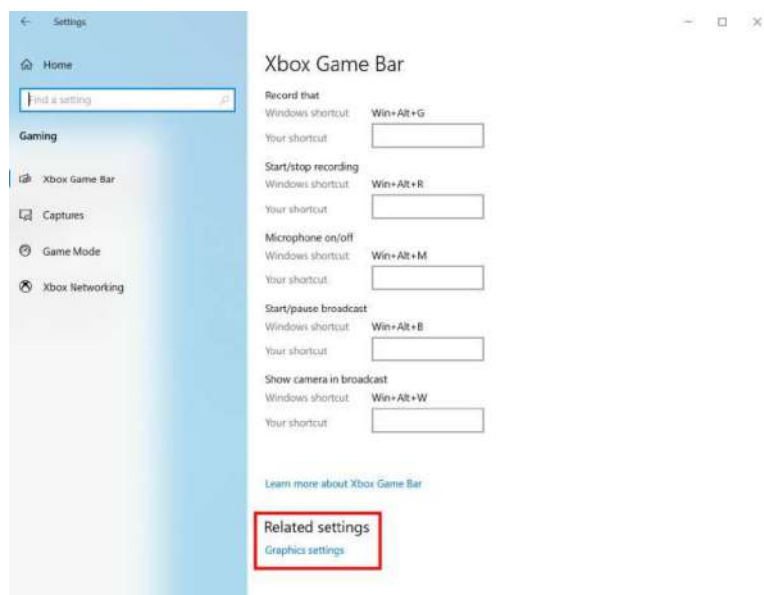 Settings
Home
Find a setting
Gaming
Xbox Game Bar
Captures
Game Mode
Xbox Networking
Xbox Game Bar
Record that
Windows shortcut Win+Alt+G
Your shortcut
Start/stop recording
Windows shortcut Win+Alt+R
Your shortcut
Microphone on/off
Windows shortcut Win+Alt+M
Your shortcut
Start/pause broadcast
Windows shortcut Win+Alt+B
Your shortcut
Show camera in broadcast
Windows shortcut Win+Alt+W
Your shortcut
Learn more about Xbox Game Bar
Related settings
Graphics settings